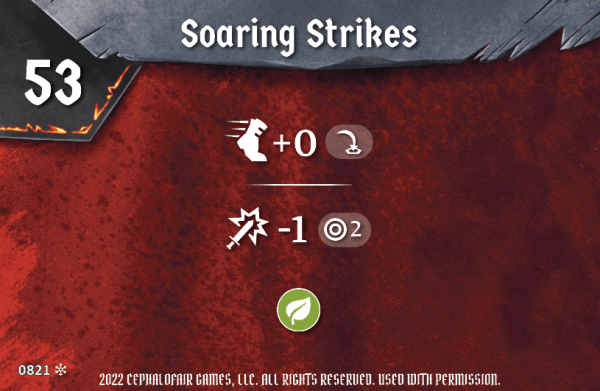 Soaring Strikes
53
+0
-1 2
0821
2022 CEPHALOFAIR GAMES, LLC. ALL RIGHTS RESERVED. USED WITH PERMISSION.